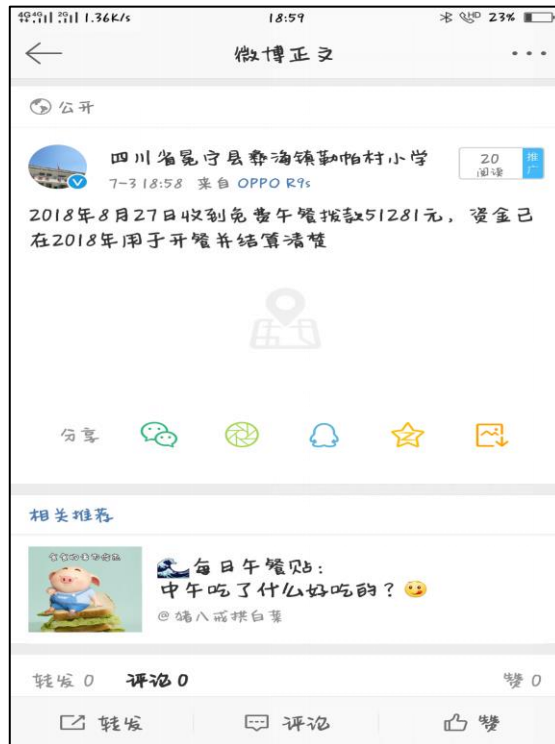 4G 4G 2G 1.36K/s 18:59 HD 23%
微博正文
公开
四川省冕宁县彝海镇勒帕村小学
7-3 18:58 来自 OPPO R9s
20
阅读
推广
2018年8月27日收到免费午餐拨款51281元，资金已
在2018年用于开餐并结算清楚
分享
相关推荐
每日午餐贴：
中午吃了什么好吃的？
@猪八戒拱白菜
转发 0 评论 0 赞 0
转发 评论 赞